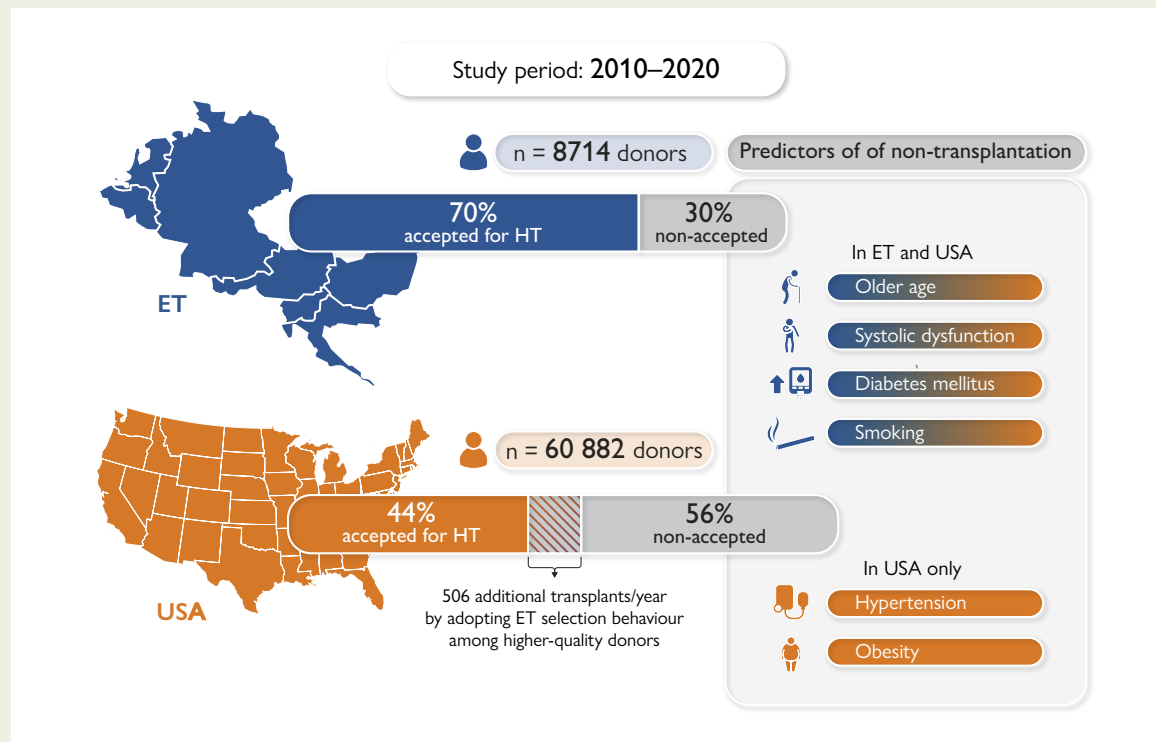 Study period: 2010–2020
n = 8714 donors
70%
accepted for HT
30%
non-accepted
ET
n = 60 882 donors
44%
accepted for HT
56%
non-accepted
506 additional transplants/year
by adopting ET selection behaviour
among higher-quality donors
USA
Predictors of of non-transplantation
In ET and USA
Older age
Systolic dysfunction
Diabetes mellitus
Smoking
In USA only
Hypertension
Obesity